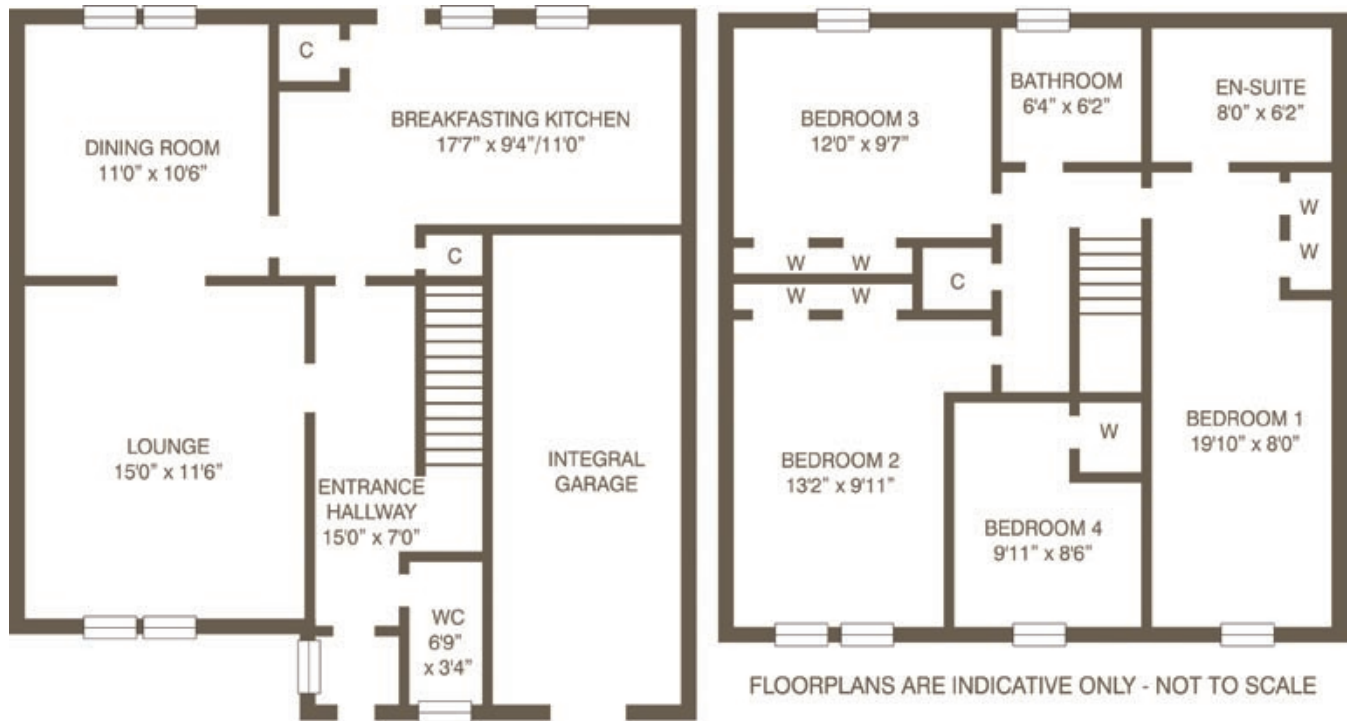 C
DINING ROOM
11'0" x 10'6"
BREAKFASTING KITCHEN
17'7" x 9'4"/11'0"
C
LOUNGE
15'0" x 11'6"
ENTRANCE
HALLWAY
15'0" x 7'0"
INTEGRAL
GARAGE
WC
6'9"
x 3'4"
BEDROOM 3
12'0" x 9'7"
BATHROOM
6'4" x 6'2"
EN-SUITE
8'0" x 6'2"
W
W
W W
W W
C
BEDROOM 2
13'2" x 9'11"
W
BEDROOM 1
19'10" x 8'0"
BEDROOM 4
9'11" x 8'6"
FLOORPLANS ARE INDICATIVE ONLY - NOT TO SCALE